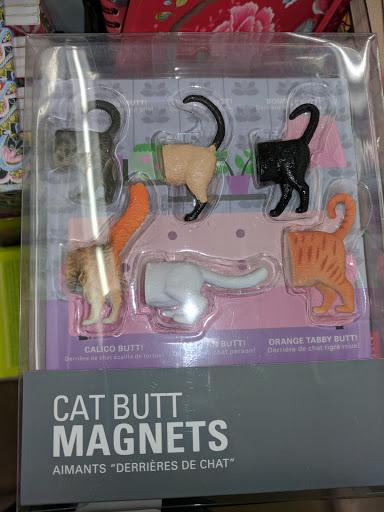 BUTT!
CALICO BUTT!
Derrière de chat écaille de tortue!
BUTT!
chat persan!
ORANGE TABBY BUTT!
Derrière de chat tigré roux!
CAT BUTT
MAGNETS
AIMANTS "DERRIÈRES DE CHAT"